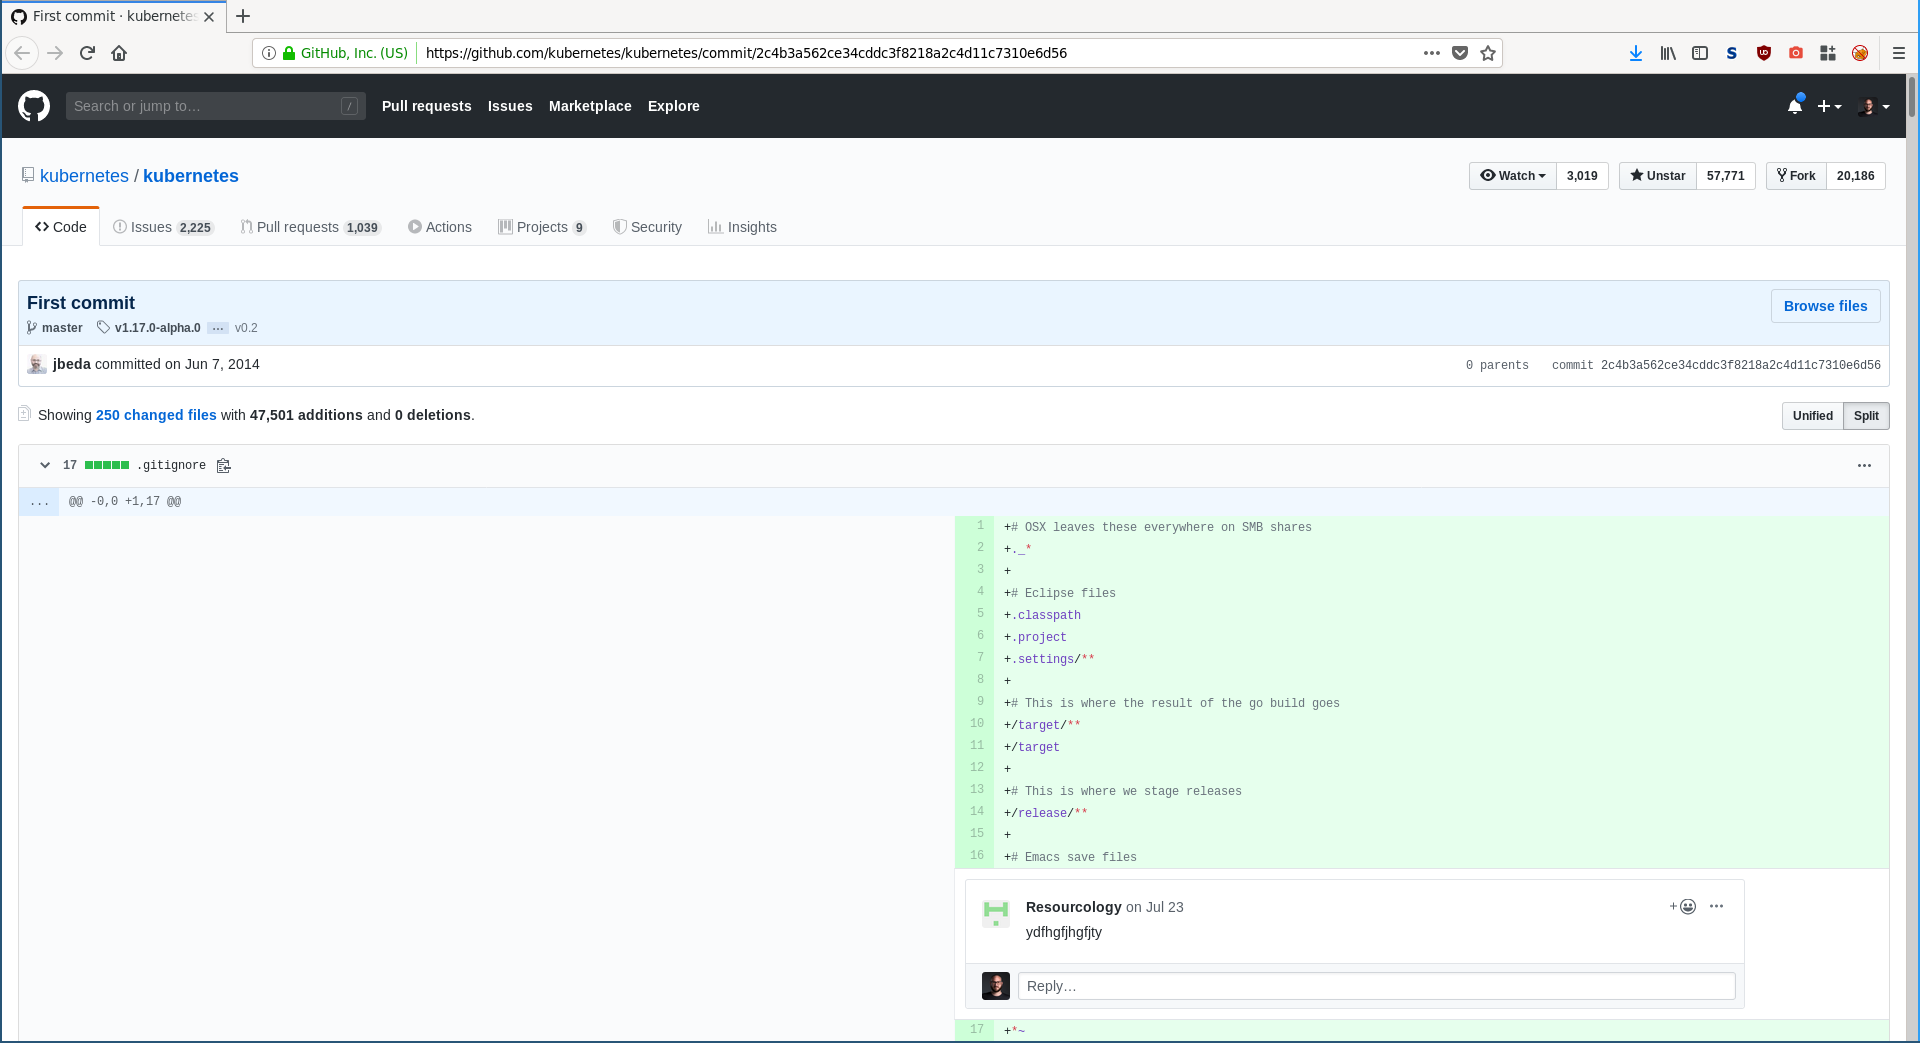 First commit · kubernetes
GitHub, Inc. (US) https://github.com/kubernetes/kubernetes/commit/2c4b3a562ce34cddc3f8218a2c4d11c7310e6d56
Search or jump to… / Pull requests Issues Marketplace Explore
kubernetes / kubernetes Watch 3,019 Unstar 57,771 Fork 20,186
Code Issues 2,225 Pull requests 1,039 Actions Projects 9 Security Insights
First commit Browse files
master v1.17.0-alpha.0 … v0.2
jbeda committed on Jun 7, 2014 0 parents commit 2c4b3a562ce34cddc3f8218a2c4d11c7310e6d56
Showing 250 changed files with 47,501 additions and 0 deletions. Unified Split
17 .gitignore
... @@ -0,0 +1,17 @@
1 +# OSX leaves these everywhere on SMB shares
2 +._*
3 +
4 +# Eclipse files
5 +.classpath
6 +.project
7 +.settings/**
8 +
9 +# This is where the result of the go build goes
10 +/target/**
11 +/target
12 +
13 +# This is where we stage releases
14 +/release/**
15 +
16 +# Emacs save files
Resourcology on Jul 23
ydfhgfjhgfjty
Reply…
17 +*~